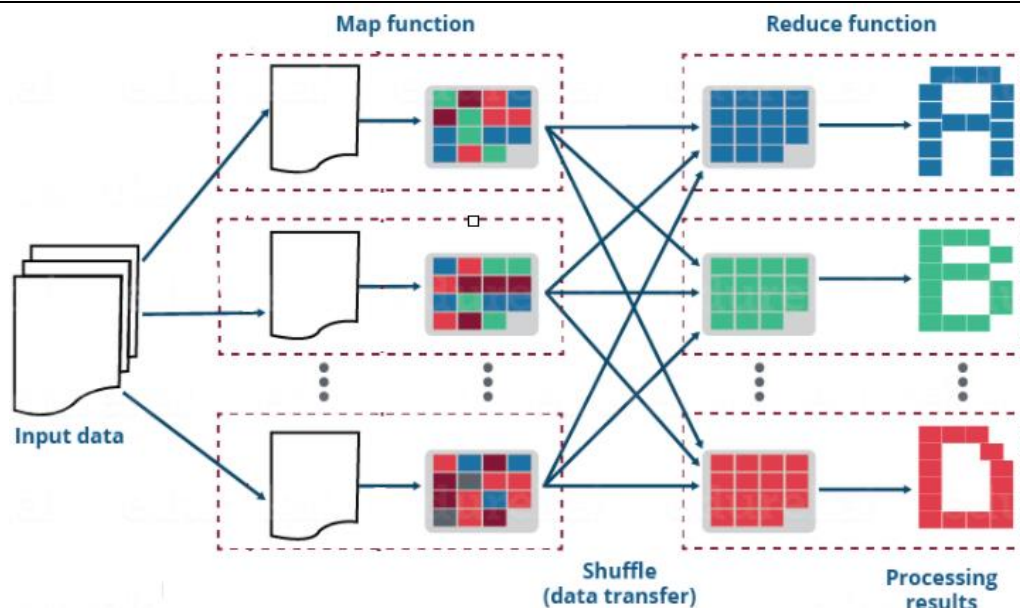 Map function
Reduce function
A
B
Input data
D
Shuffle
(data transfer)
Processing
results